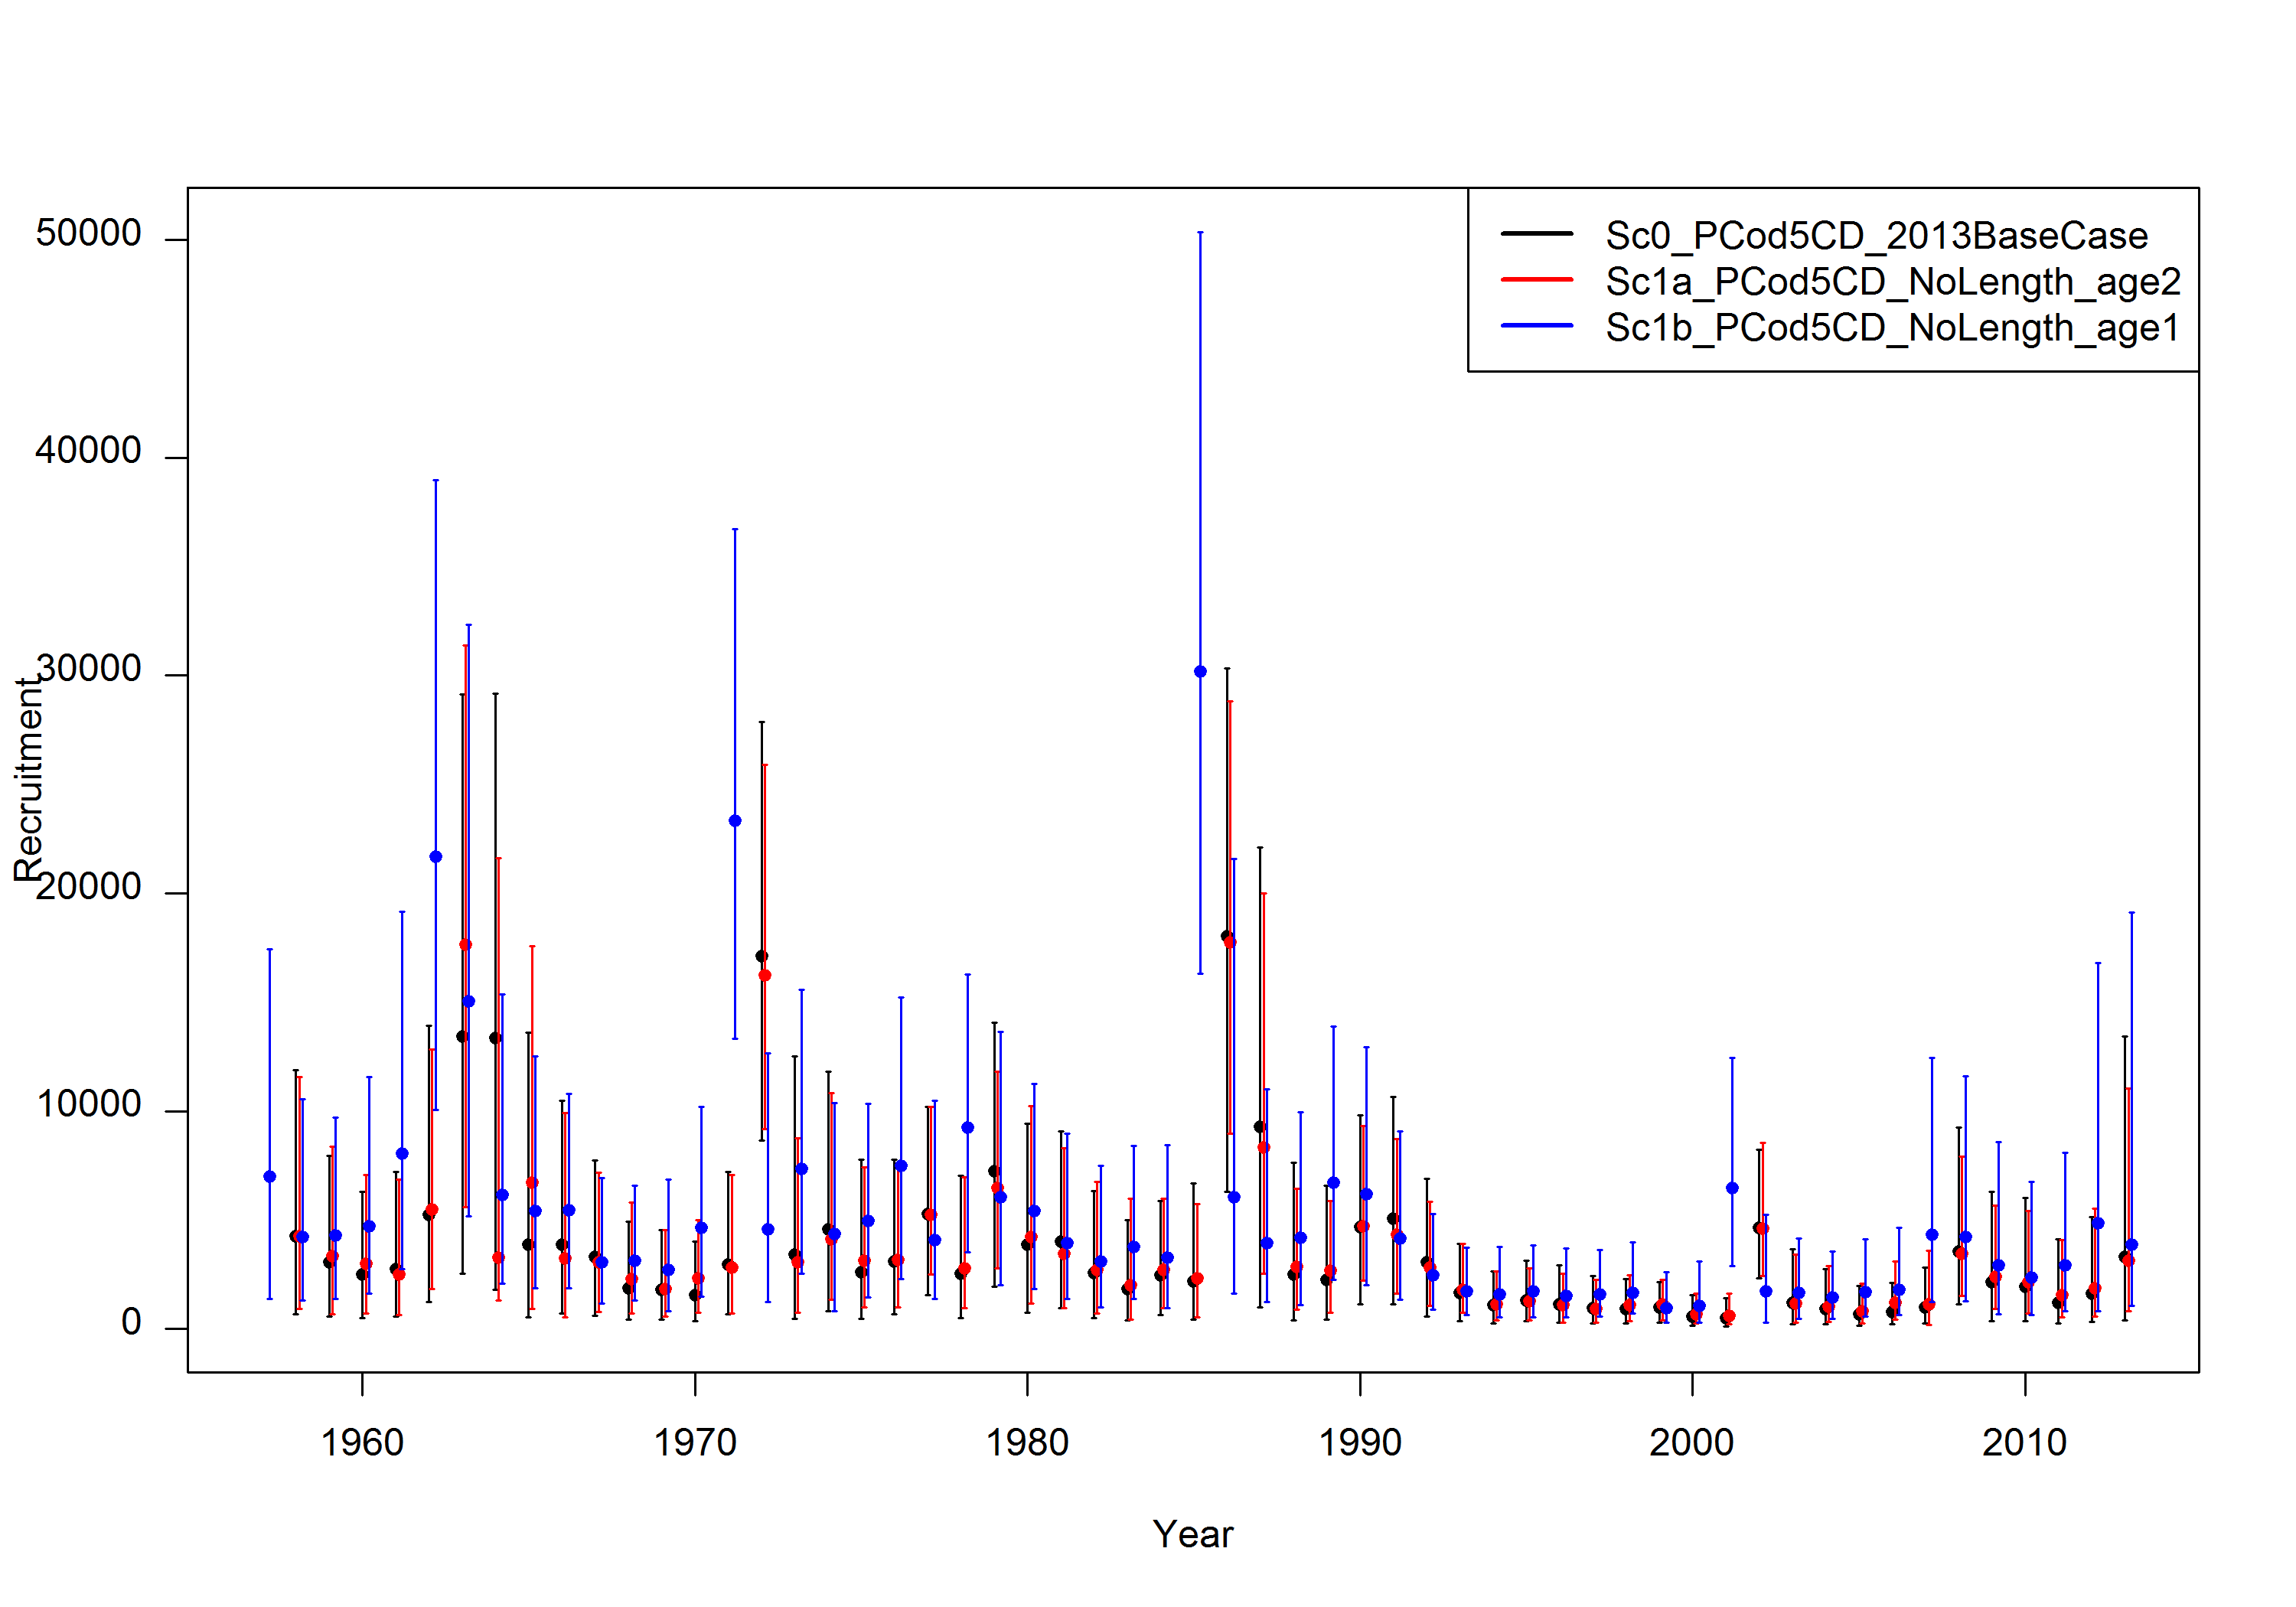 50000
40000
30000
20000
10000
0
Recruitment
Sc0_PCod5CD_2013BaseCase
Sc1a_PCod5CD_NoLength_age2
Sc1b_PCod5CD_NoLength_age1
1960 1970 1980 1990 2000 2010
Year